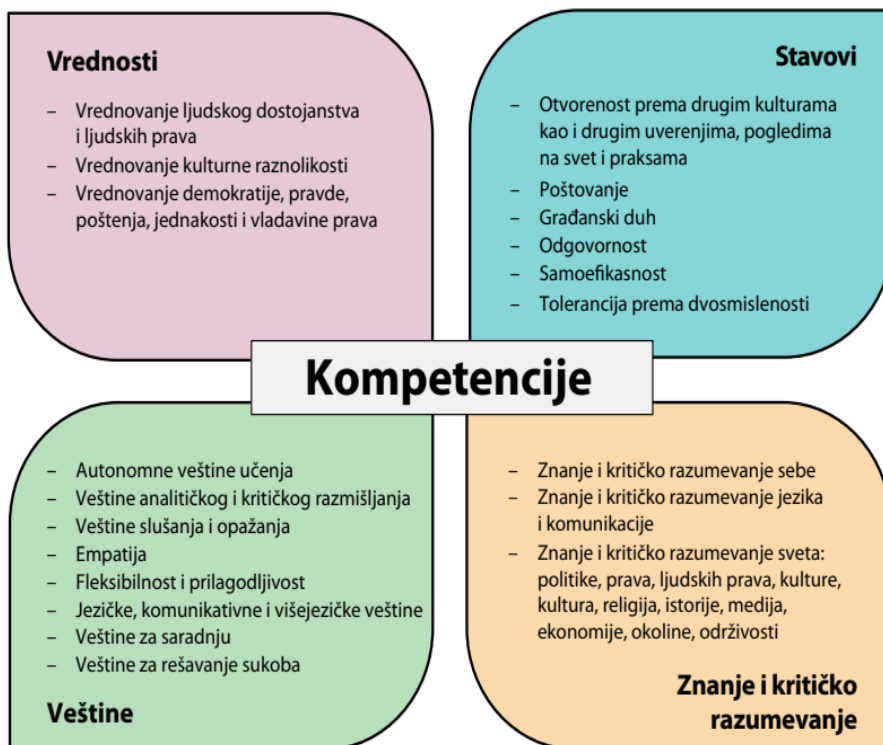 Vrednosti
– Vrednovanje ljudskog dostojanstva
i ljudskih prava
– Vrednovanje kulturne raznolikosti
– Vrednovanje demokratije, pravde,
poštenja, jednakosti i vladavine prava
Stavovi
– Otvorenost prema drugim kulturama
kao i drugim uverenjima, pogledima
na svet i praksama
– Poštovanje
– Građanski duh
– Odgovornost
– Samoefikasnost
– Tolerancija prema dvosmislenosti
Kompetencije
– Autonomne veštine učenja
– Veštine analitičkog i kritičkog razmišljanja
– Veštine slušanja i opažanja
– Empatija
– Fleksibilnost i prilagodljivost
– Jezičke, komunikativne i višejezičke veštine
– Veštine za saradnju
– Veštine za rešavanje sukoba
Veštine
– Znanje i kritičko razumevanje sebe
– Znanje i kritičko razumevanje jezika
i komunikacije
– Znanje i kritičko razumevanje sveta:
politike, prava, ljudskih prava, kulture,
kultura, religija, istorije, medija,
ekonomije, okoline, održivosti
Znanje i kritičko
razumevanje